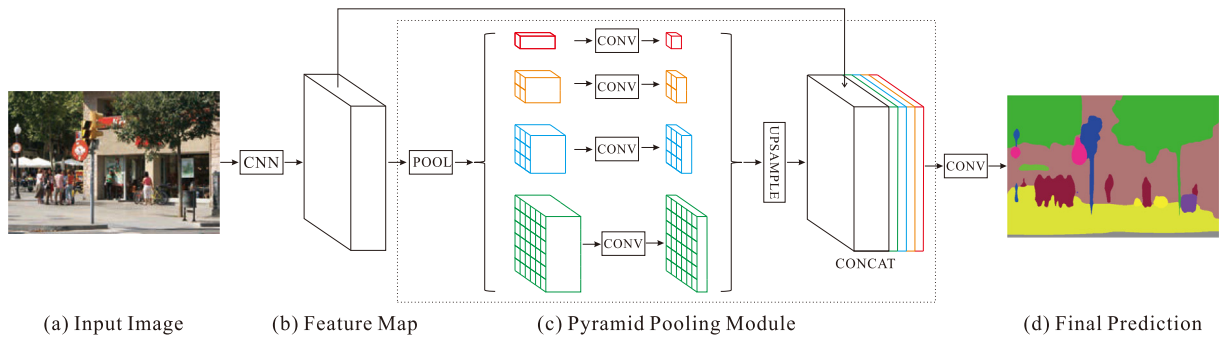 CNN
POOL
CONV
CONV
CONV
CONV
UPSAMPLE
CONCAT
CONV
(a) Input Image
(b) Feature Map
(c) Pyramid Pooling Module
(d) Final Prediction